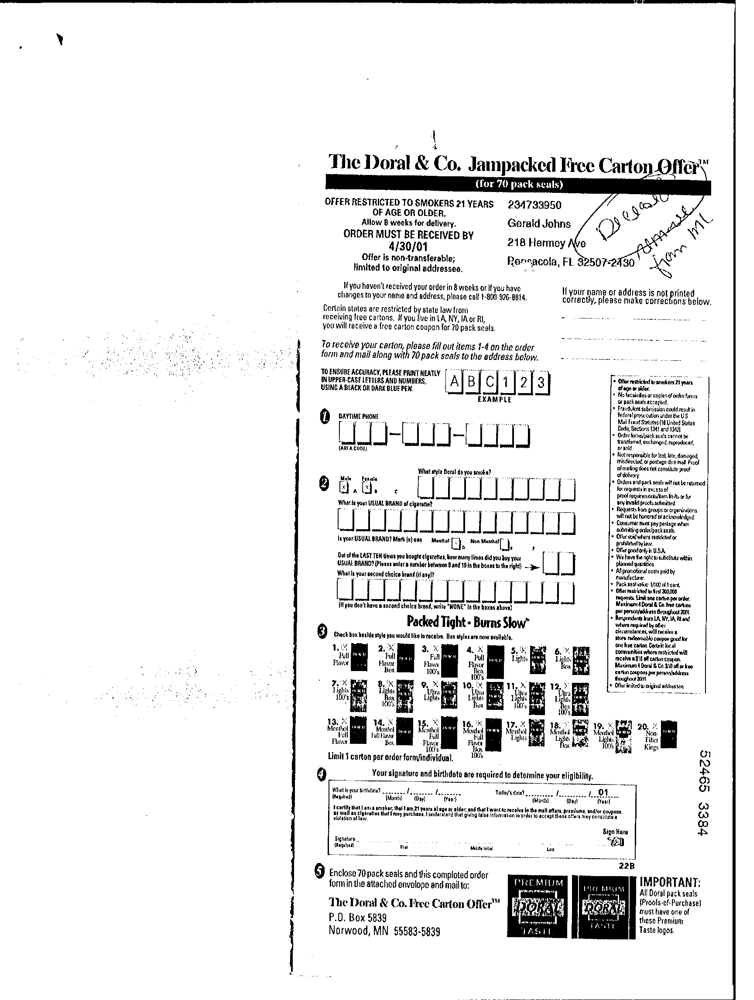 The Doral & Co. Jampacked Free Carton Offer™
(for 70 pack seals)
OFFER RESTRICTED TO SMOKERS 21 YEARS
OF AGE OR OLDER.
Allow 8 weeks for delivery.
ORDER MUST BE RECEIVED BY
4/30/01
Offer is non-transferable;
limited to original addressee.
234733950
Gerald Johns
218 Hermey Ave
Pensacola, FL 32507-2430
from
If you haven't received your order in 8 weeks or if you have
changes to your name and address, please call 1-800 926-8814.
Certain states are restricted by state law from
receiving free cartons. If you live in LA, NY, IA or RI,
you will receive a free carton coupon for 70 pack seals.
If your name or address is not printed
correctly, please make corrections below.
To receive your carton, please fill out items 1-4 on the order
form and mail along with 70 pack seals to the address below.
TO ENSURE ACCURACY, PLEASE PRINT NEATLY
IN UPPER-CASE LETTERS AND NUMBERS,
USING A BLACK OR DARK BLUE PEN.
A B C 1 2 3
EXAMPLE
1 DAYTIME PHONE
(AREA CODE)
2 Male Female
A B C
What style Doral do you smoke?
What is your USUAL BRAND of cigarette?
Is your USUAL BRAND? Mark (x) one Menthol Non Menthol
Out of the LAST TEN times you bought cigarettes, how many times did you buy your
USUAL BRAND? (Please enter a number between 0 and 10 in the boxes to the right)
What is your second choice brand (if any)?
(If you don't have a second choice brand, write "NONE" in the boxes above)
Packed Tight • Burns Slow
3 Check box beside style you would like to receive. Box styles are now available.
1. Full Flavor
2. Full Flavor Box
3. Full Flavor 100's
4. Full Flavor Box 100's
5. Lights
6. Lights Box
7. Lights 100's
8. Lights Box 100's
9. Ultra Lights
10. Ultra Lights Box
11. Ultra Lights 100's
12. Ultra Lights Box 100's
13. Menthol Full Flavor
14. Menthol Full Flavor Box
15. Menthol Full Flavor 100's
16. Menthol Full Flavor Box 100's
17. Menthol Lights
18. Menthol Lights Box
19. Menthol Lights 100's
20. Non-Filter Kings
Limit 1 carton per order form/individual.
• Offer restricted to smokers 21 years
of age or older.
• No facsimiles or copies of order forms
or pack seals accepted.
• Fraudulent submission could result in
federal prosecution under the U.S.
Mail Fraud Statutes (18 United States
Code, Sections 1341 and 1342)
• Order forms/pack seals cannot be
transferred, exchanged, reproduced,
or sold.
• Not responsible for lost, late, damaged,
misdirected, or postage-due mail. Proof
of mailing does not constitute proof
of delivery.
• Orders and pack seals will not be returned
for requests in excess of
proof requirements/item limits or for
any invalid proofs submitted.
• Requests from groups or organizations
will not be honored or acknowledged
• Consumer must pay postage when
submitting order/pack seals.
• Offer void where restricted or
prohibited by law.
• Offer good only in U.S.A.
• We have the right to substitute within
planned quantities.
• All promotional costs paid by
manufacturer.
• Pack seal value: 1/100 of 1 cent.
• Offer restricted to first 200,000
requests. Limit one carton per order.
Maximum 4 Doral & Co. free cartons
per person/address throughout 2001.
• Respondents from LA, NY, IA, RI and
where required by other
circumstances, will receive a
store redeemable coupon good for
one free carton. Certain local
communities where restricted will
receive a $10 off carton coupon.
Maximum 4 Doral & Co. $10 off or free
carton coupons per person/address
throughout 2001
• Offer limited to original addressee
4 Your signature and birthdate are required to determine your eligibility.
What is your birthdate? / /
(Required) (Month) (Day) (Year)
Today's date? / / 01
(Month) (Day) (Year)
I certify that I am a smoker, that I am 21 years of age or older; and that I want to receive in the mail offers, premiums, and/or coupons,
as well as cigarettes that I may purchase. I understand that giving false information in order to accept these offers may constitute a
violation of law.
Sign Here
Signature
(Required) First Middle Initial Last
22B
5 Enclose 70 pack seals and this completed order
form in the attached envelope and mail to:
The Doral & Co. Free Carton Offer™
P.O. Box 5839
Norwood, MN 55583-5839
PREMIUM
DORAL
TASTE
PREMIUM
DORAL
TASTE
IMPORTANT:
All Doral pack seals
(Proofs-of-Purchase)
must have one of
these Premium
Taste logos.
52465 3384